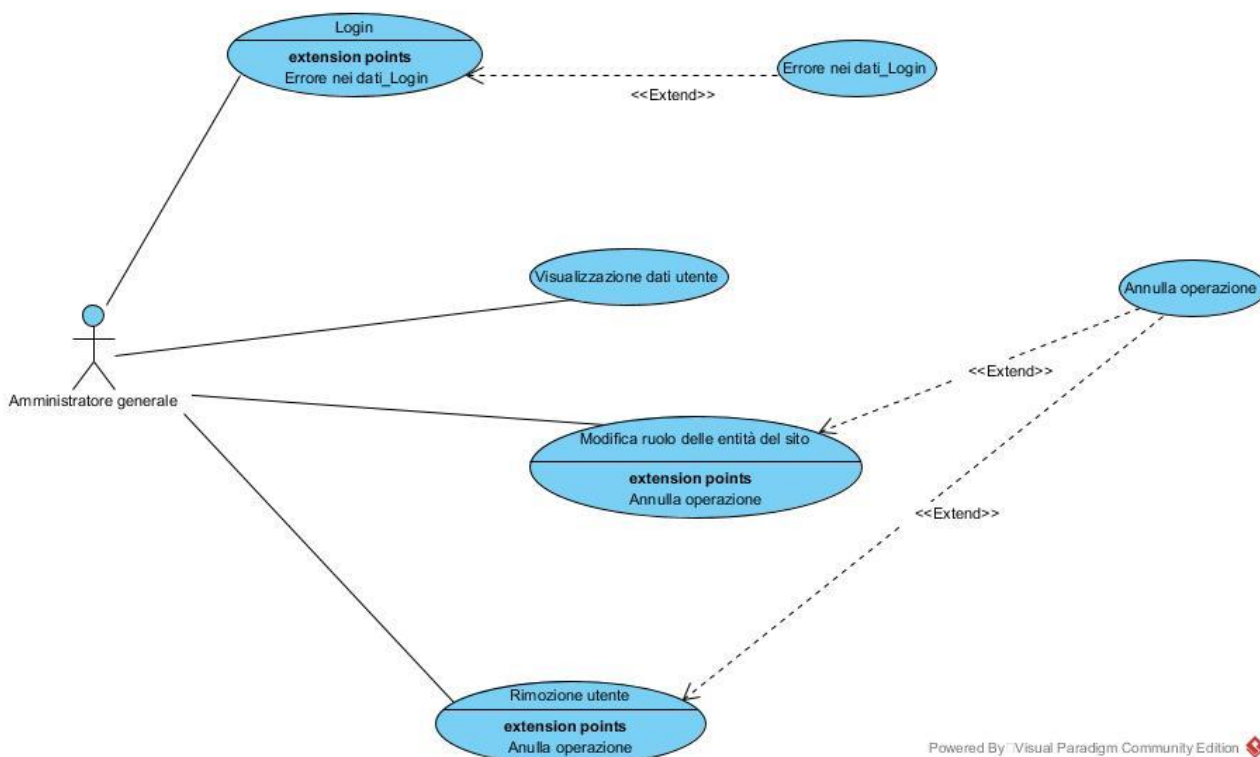 Login
extension points
Errore nei dati_Login
Errore nei dati_Login
<<Extend>>
Visualizzazione dati utente
Annulla operazione
<<Extend>>
Amministratore generale
Modifica ruolo delle entità del sito
extension points
Annulla operazione
<<Extend>>
Rimozione utente
extension points
Anulla operazione
Powered By Visual Paradigm Community Edition